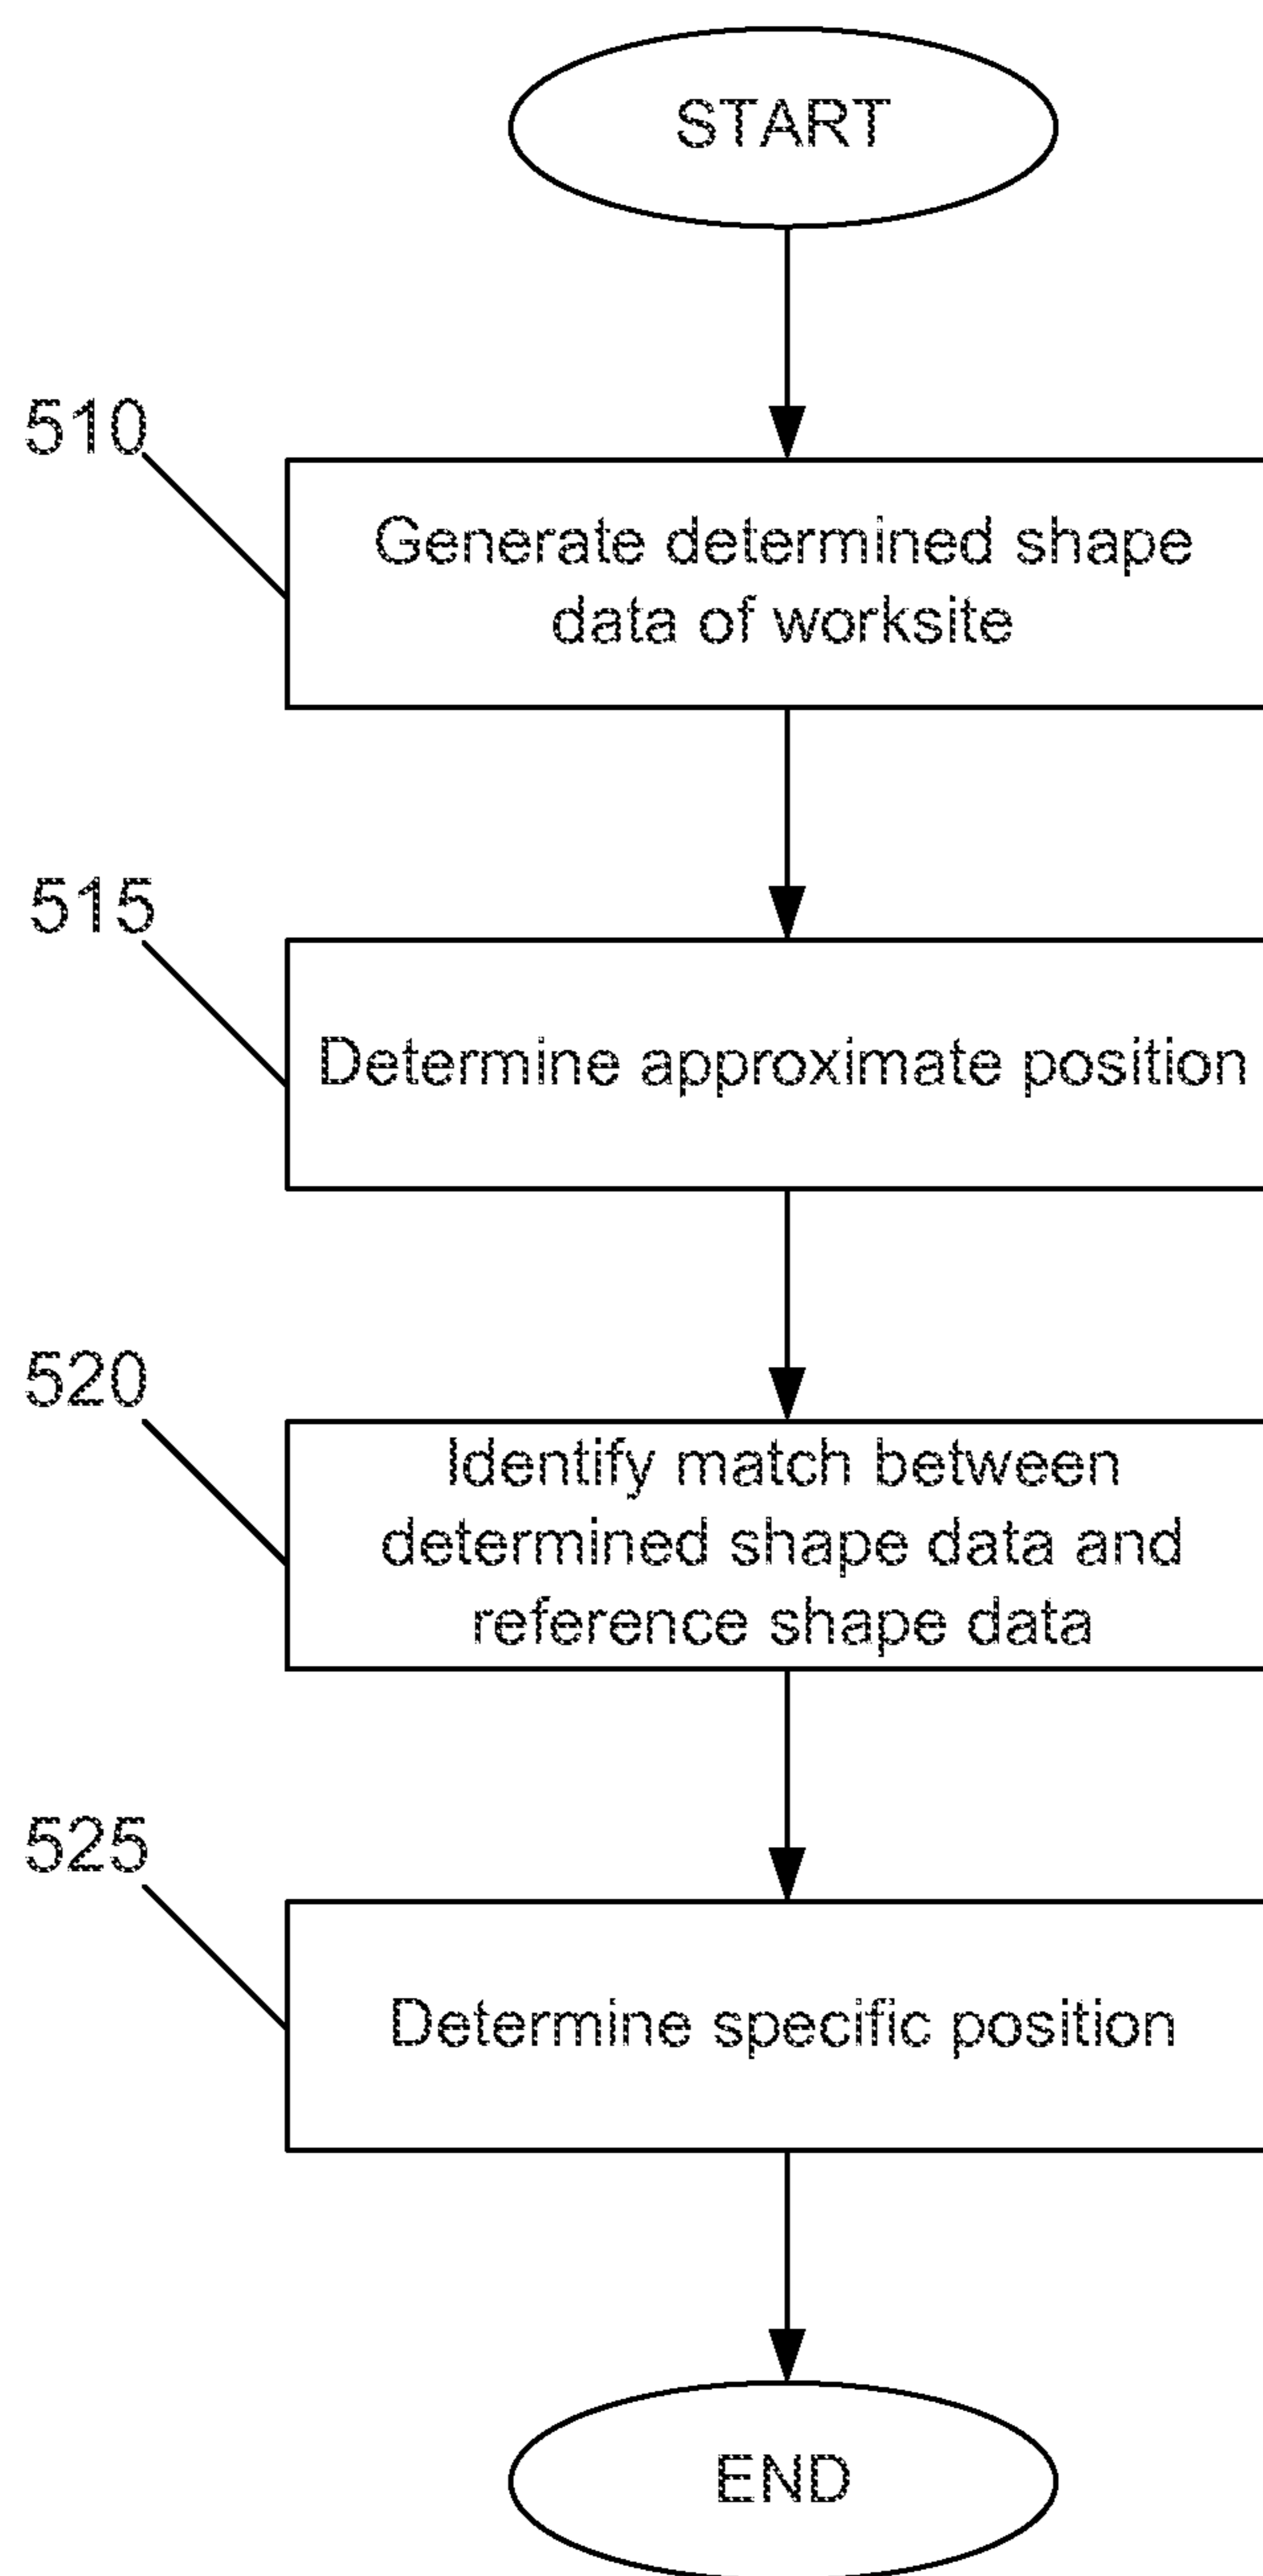 START
510
Generate determined shape
data of worksite
515
Determine approximate position
520
Identify match between
determined shape data and
reference shape data
525
Determine specific position
END